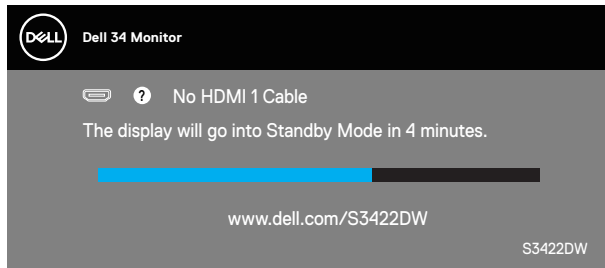 DELL
Dell 34 Monitor
? No HDMI 1 Cable
The display will go into Standby Mode in 4 minutes.
www.dell.com/S3422DW
S3422DW